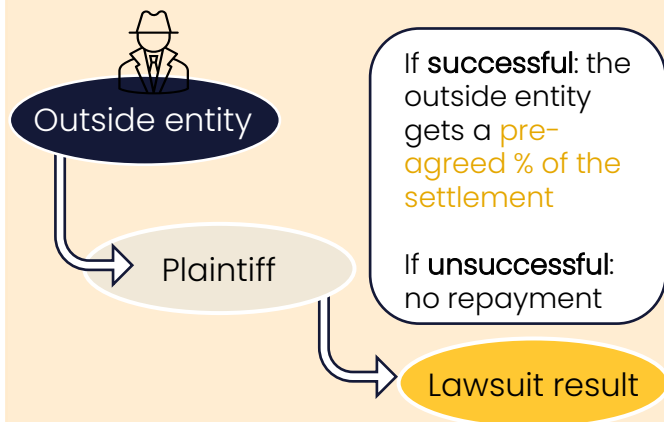 Outside entity
Plaintiff
Lawsuit result
If successful: the
outside entity
gets a pre-
agreed % of the
settlement
If unsuccessful:
no repayment